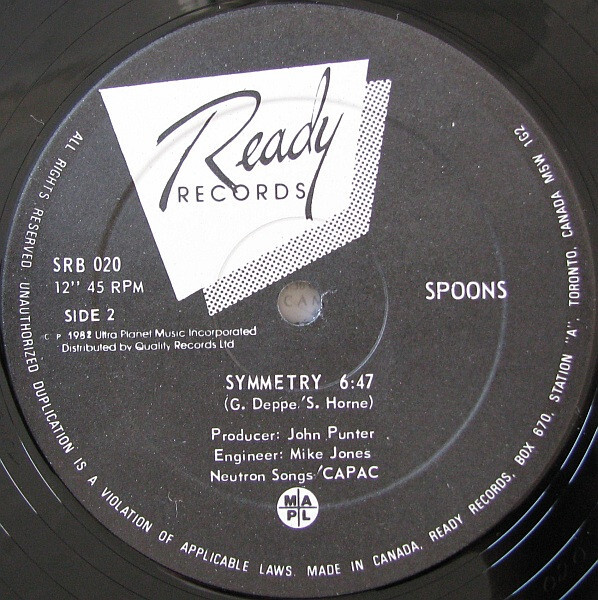 Ready
RECORDS
SRB 020
12'' 45 RPM
SIDE 2
C P 1982 Ultra Planet Music Incorporated
Distributed by Quality Records Ltd
SPOONS
SYMMETRY 6:47
(G. Deppe/S. Horne)
Producer: John Punter
Engineer: Mike Jones
Neutron Songs/CAPAC
MAPL
ALL RIGHTS RESERVED. UNAUTHORIZED DUPLICATION IS A VIOLATION OF APPLICABLE LAWS. MADE IN CANADA, READY RECORDS, BOX 670, STATION "A", TORONTO, CANADA M5W 1G2